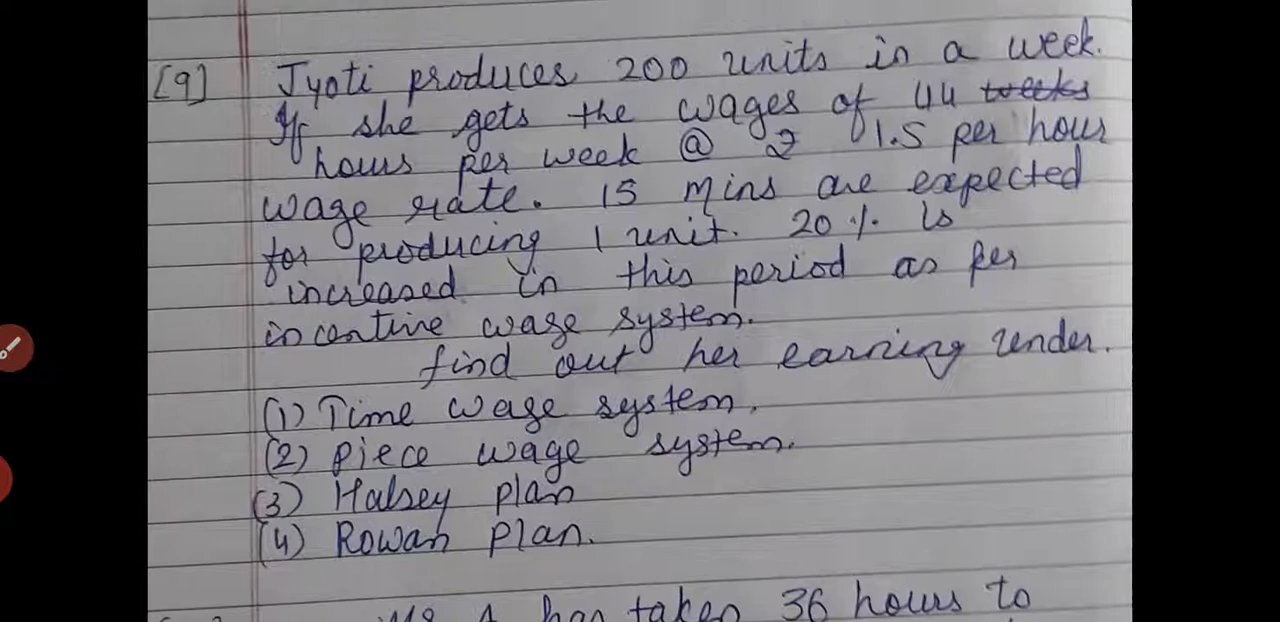 [9] Jyoti produces 200 units in a week.
If she gets the wages of 44 weeks
hours per week @ ₹ 1.5 per hour
wage rate. 15 mins are expected
for producing 1 unit. 20% is
increased in this period as per
incentive wage system.
find out her earning under.
(1) Time wage system.
(2) Piece wage system.
(3) Halsey plan
(4) Rowan Plan.
has taken 36 hours to